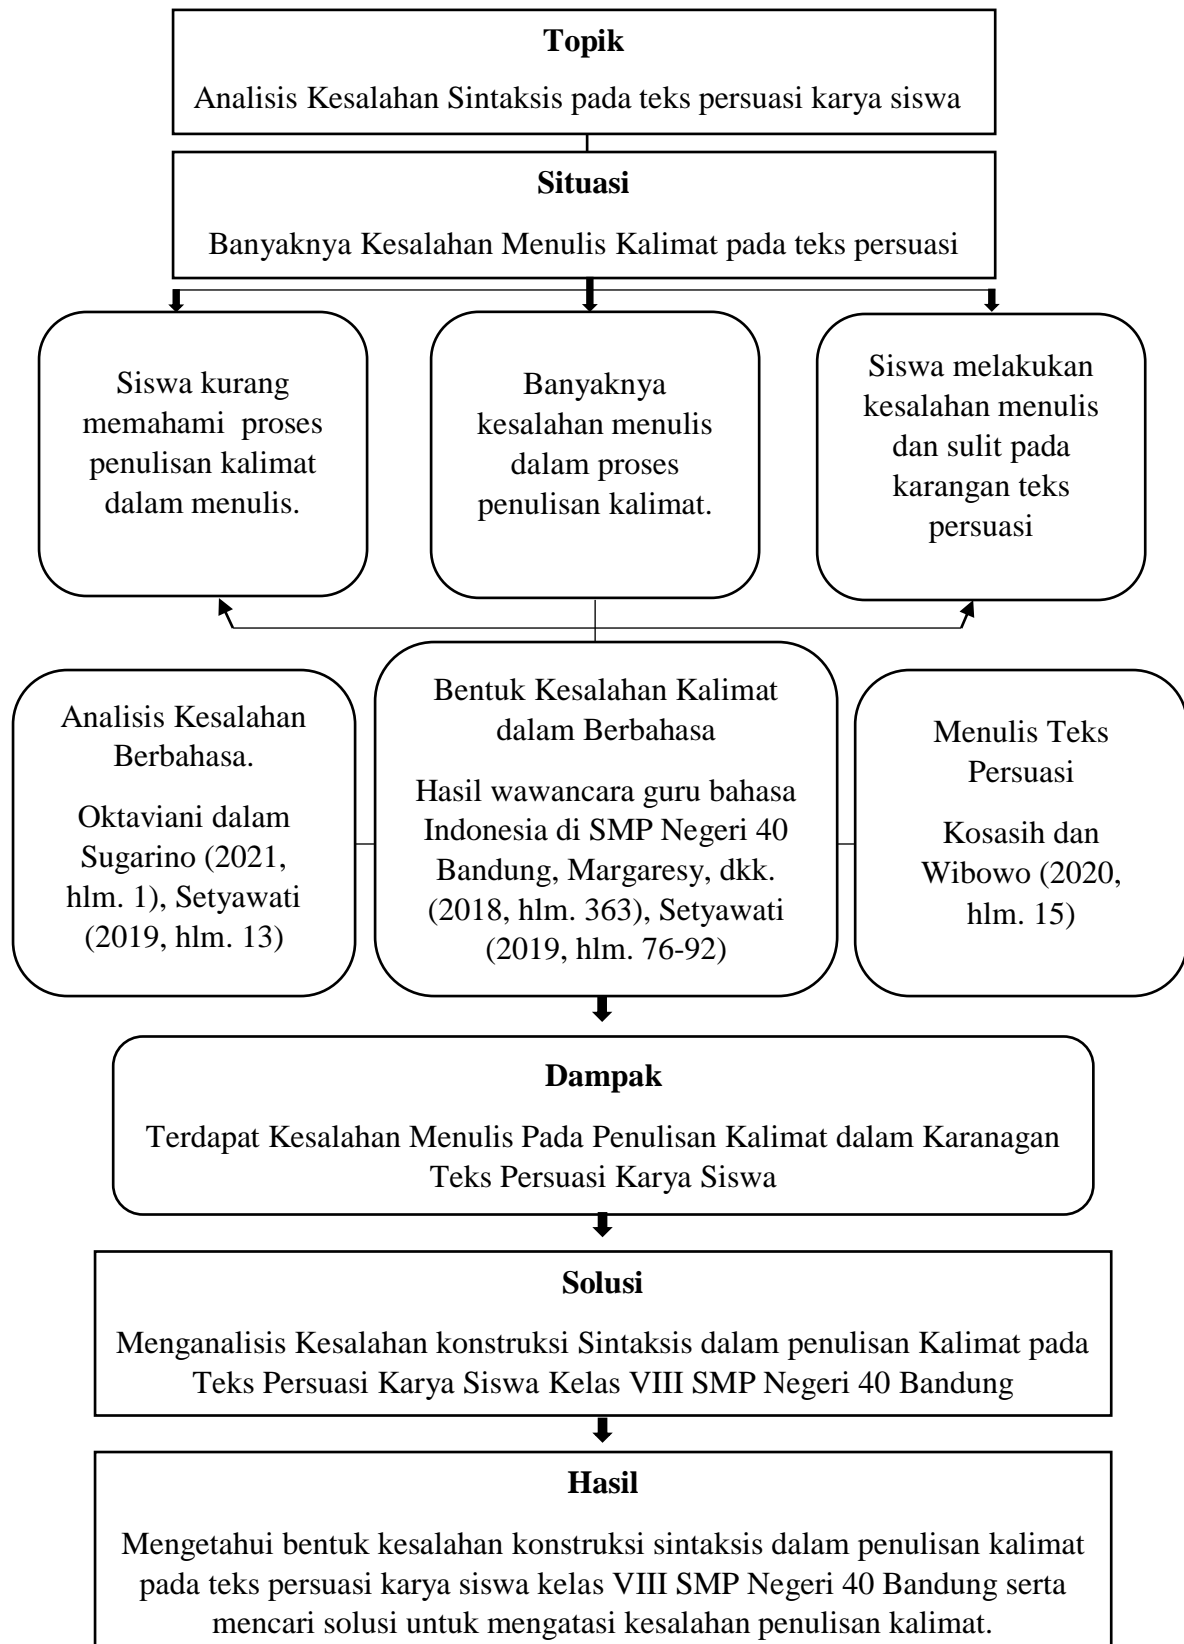 Topik
Analisis Kesalahan Sintaksis pada teks persuasi karya siswa
Situasi
Banyaknya Kesalahan Menulis Kalimat pada teks persuasi
Siswa kurang
memahami proses
penulisan kalimat
dalam menulis.
Banyaknya
kesalahan menulis
dalam proses
penulisan kalimat.
Siswa melakukan
kesalahan menulis
dan sulit pada
karangan teks
persuasi
Analisis Kesalahan
Berbahasa.
Oktaviani dalam
Sugarino (2021,
hlm. 1), Setyawati
(2019, hlm. 13)
Bentuk Kesalahan Kalimat
dalam Berbahasa
Hasil wawancara guru bahasa
Indonesia di SMP Negeri 40
Bandung, Margaresy, dkk.
(2018, hlm. 363), Setyawati
(2019, hlm. 76-92)
Menulis Teks
Persuasi
Kosasih dan
Wibowo (2020,
hlm. 15)
Dampak
Terdapat Kesalahan Menulis Pada Penulisan Kalimat dalam Karanagan
Teks Persuasi Karya Siswa
Solusi
Menganalisis Kesalahan konstruksi Sintaksis dalam penulisan Kalimat pada
Teks Persuasi Karya Siswa Kelas VIII SMP Negeri 40 Bandung
Hasil
Mengetahui bentuk kesalahan konstruksi sintaksis dalam penulisan kalimat
pada teks persuasi karya siswa kelas VIII SMP Negeri 40 Bandung serta
mencari solusi untuk mengatasi kesalahan penulisan kalimat.